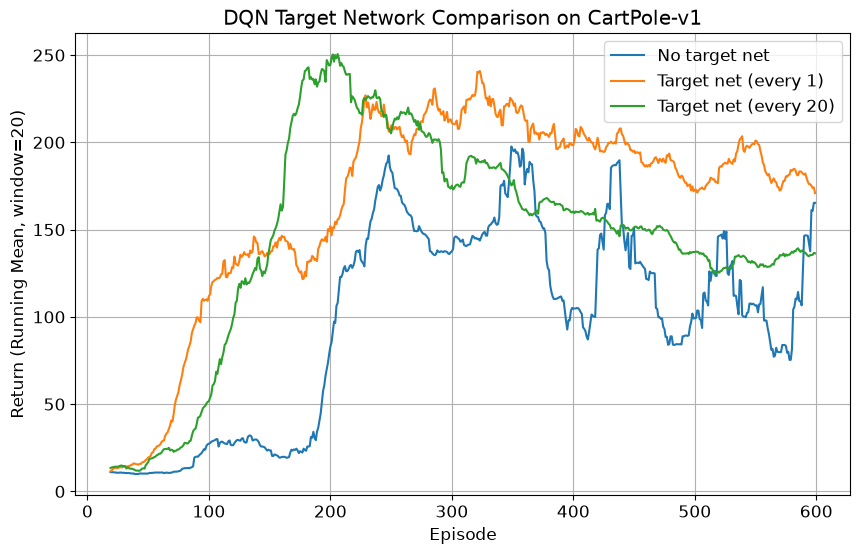 DQN Target Network Comparison on CartPole-v1
No target net
Target net (every 1)
Target net (every 20)
Return (Running Mean, window=20)
250
200
150
100
50
0
0 100 200 300 400 500 600
Episode